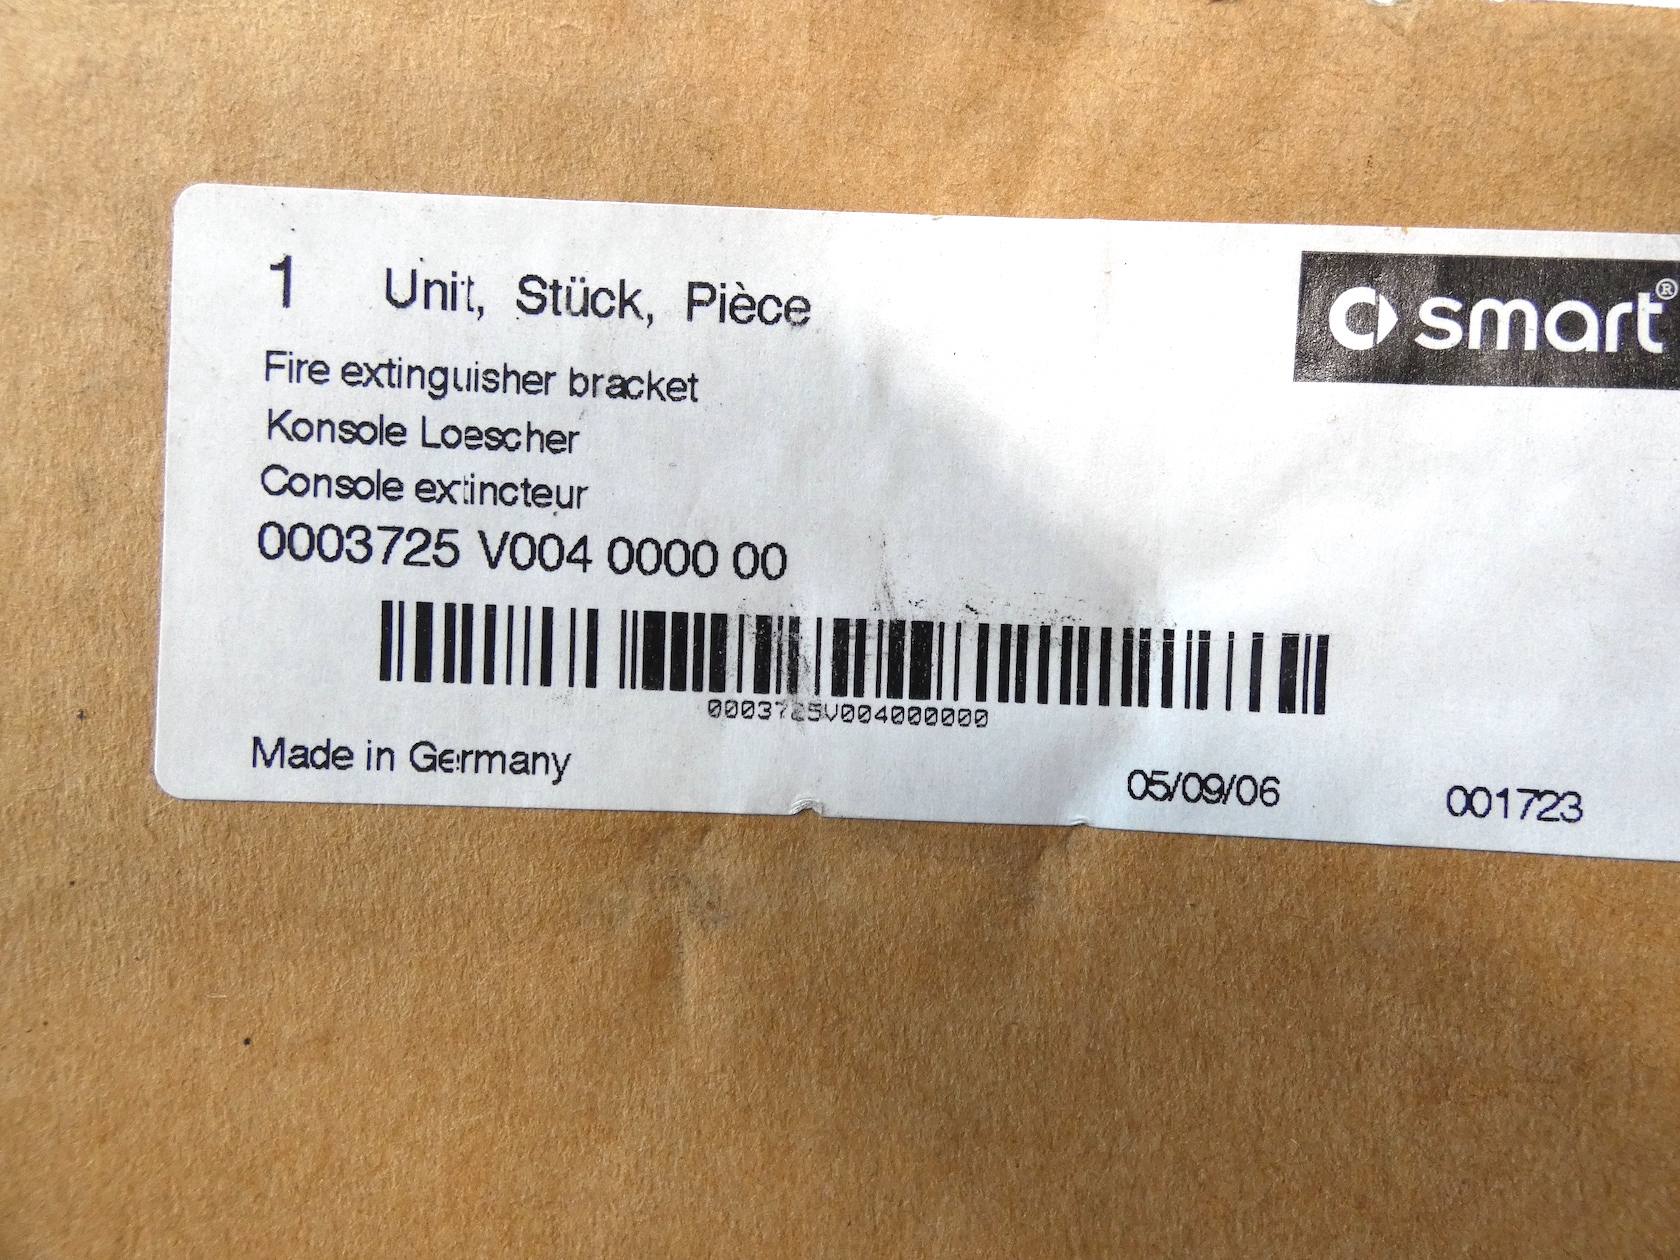 1 Unit, Stück, Pièce
smart®
Fire extinguisher bracket
Konsole Loescher
Console extincteur
0003725 V004 0000 00
0003725V004000000
Made in Germany
05/09/06
001723